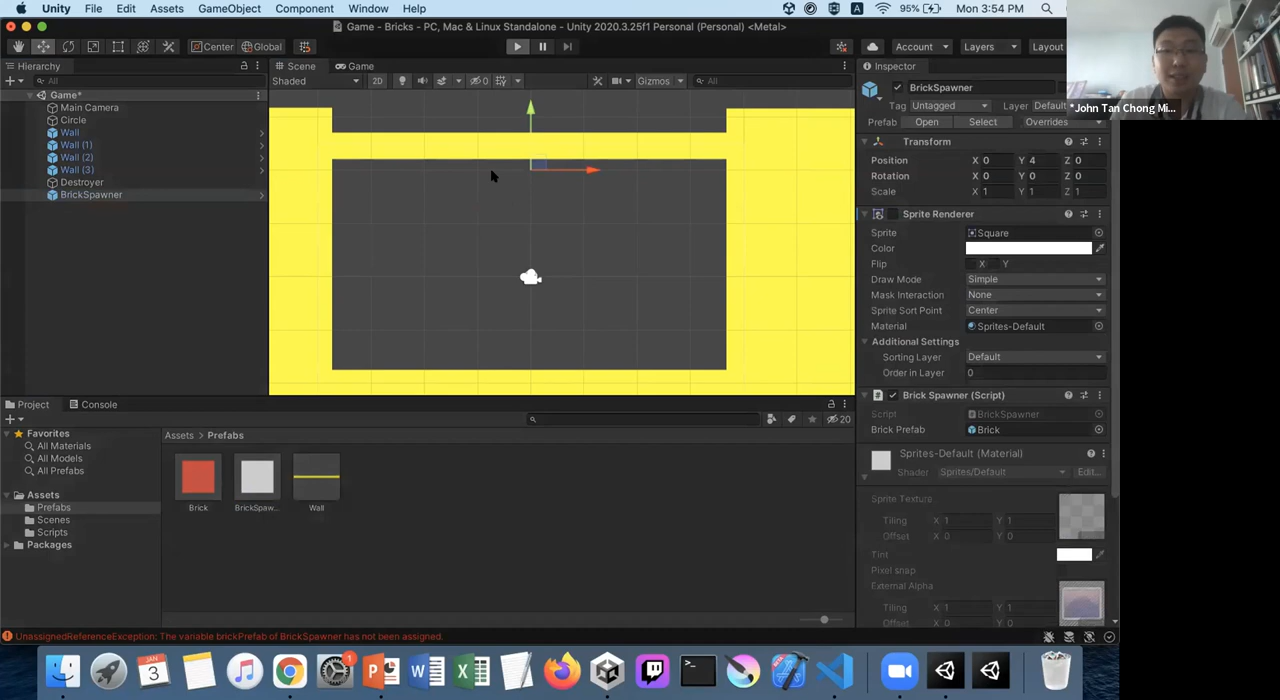 Unity File Edit Assets GameObject Component Window Help
95% Mon 3:54 PM
Game - Bricks - PC, Mac & Linux Standalone - Unity 2020.3.25f1 Personal (Personal) <Metal>
Center Global
Account Layers Layout
Hierarchy
All
Game*
Main Camera
Circle
Wall
Wall (1)
Wall (2)
Wall (3)
Destroyer
BrickSpawner
Scene Game
Shaded 2D 0 Gizmos All
Inspector
BrickSpawner
Tag Untagged Layer Default
Prefab Open Select Overrides
*John Tan Chong Mi...
Transform
Position X 0 Y 4 Z 0
Rotation X 0 Y 0 Z 0
Scale X 1 Y 1 Z 1
Sprite Renderer
Sprite Square
Color
Flip X Y
Draw Mode Simple
Mask Interaction None
Sprite Sort Point Center
Material Sprites-Default
Additional Settings
Sorting Layer Default
Order in Layer 0
Brick Spawner (Script)
Script BrickSpawner
Brick Prefab Brick
Sprites-Default (Material)
Shader Sprites/Default Edit...
Sprite Texture
Tiling X 1 Y 1
Offset X 0 Y 0
Tint
Pixel snap
External Alpha
Tiling X 1 Y 1
Offset X 0 Y 0
Project Console
20
Favorites
All Materials
All Models
All Prefabs
Assets
Prefabs
Scenes
Scripts
Packages
Assets > Prefabs
Brick BrickSpaw... Wall
UnassignedReferenceException: The variable brickPrefab of BrickSpawner has not been assigned.
JAN
3
1